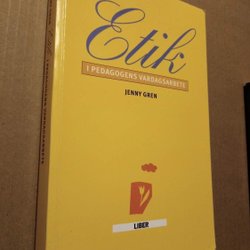 Etik
I PEDAGOGENS VARDAGSARBETE
JENNY GREN
LIBER